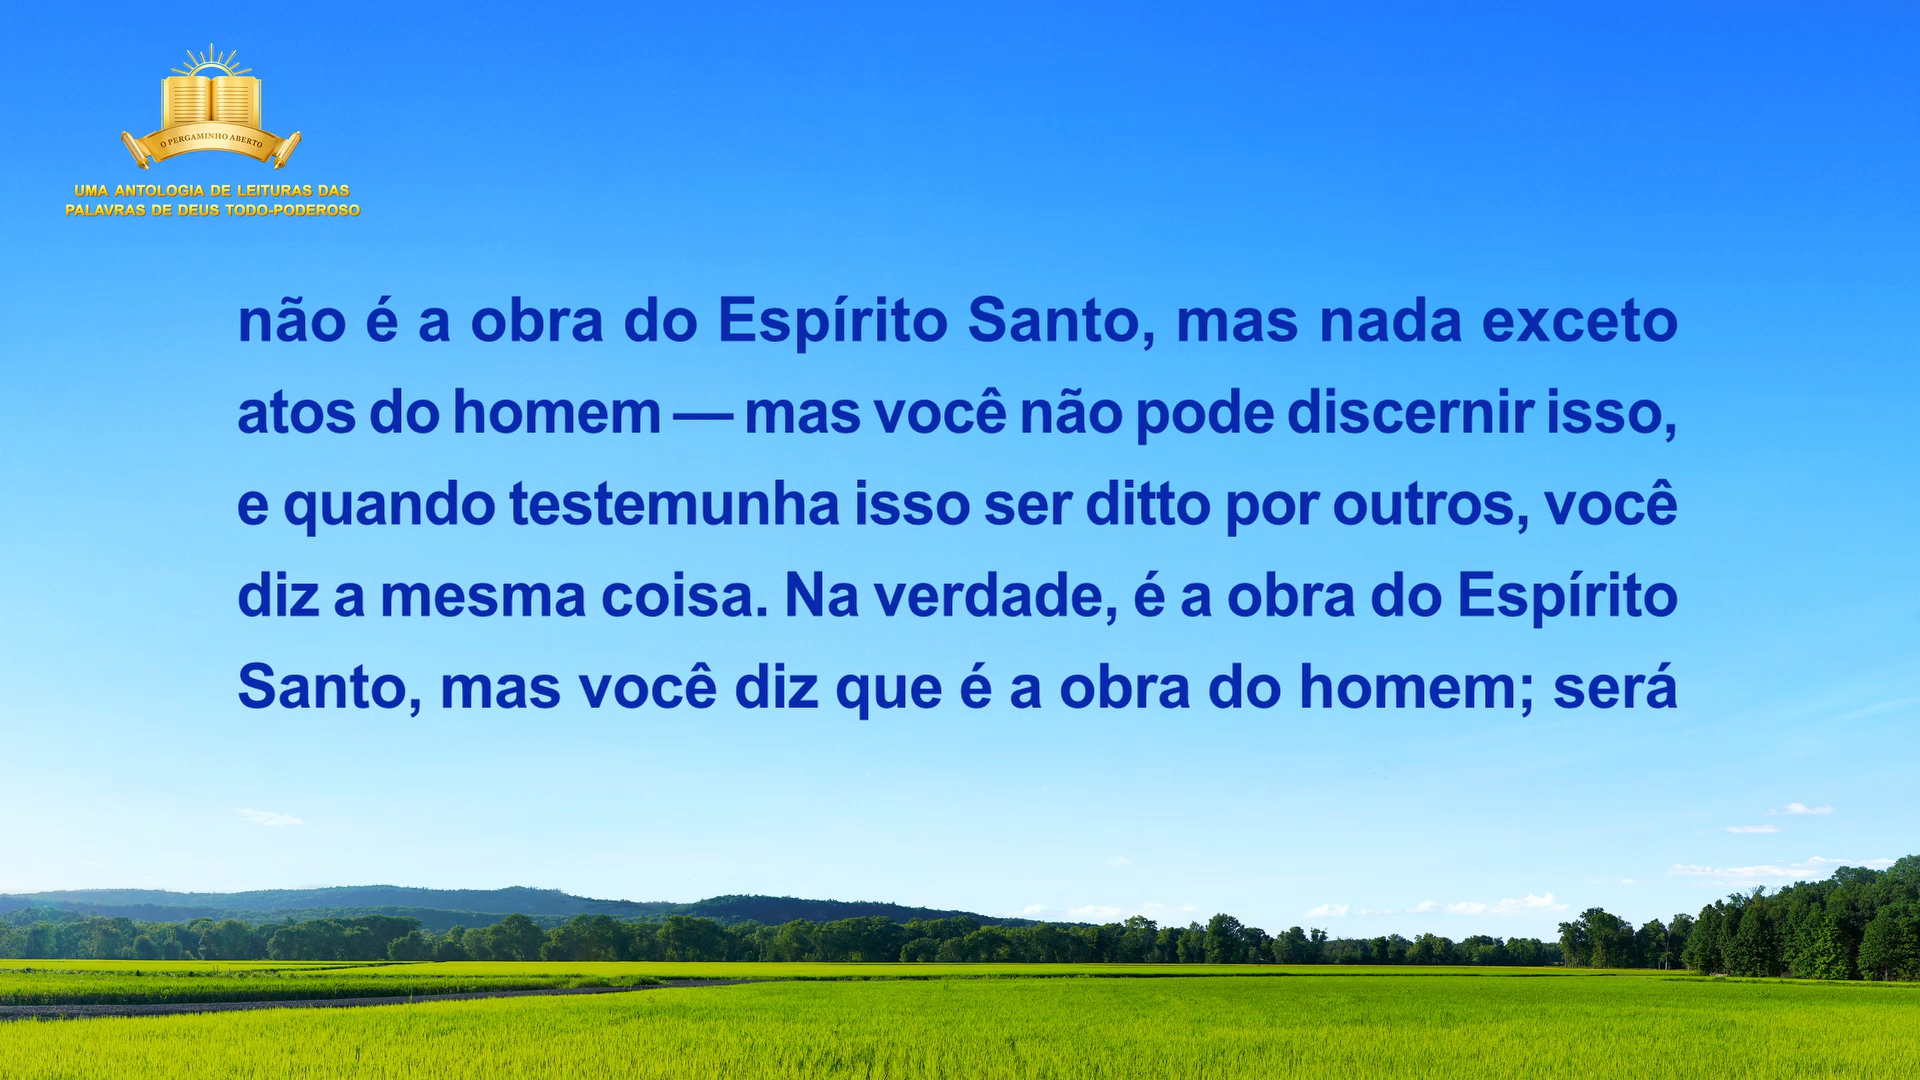 O PERGAMINHO ABERTO
UMA ANTOLOGIA DE LEITURAS DAS
PALAVRAS DE DEUS TODO-PODEROSO
não é a obra do Espírito Santo, mas nada exceto
atos do homem — mas você não pode discernir isso,
e quando testemunha isso ser ditto por outros, você
diz a mesma coisa. Na verdade, é a obra do Espírito
Santo, mas você diz que é a obra do homem; será